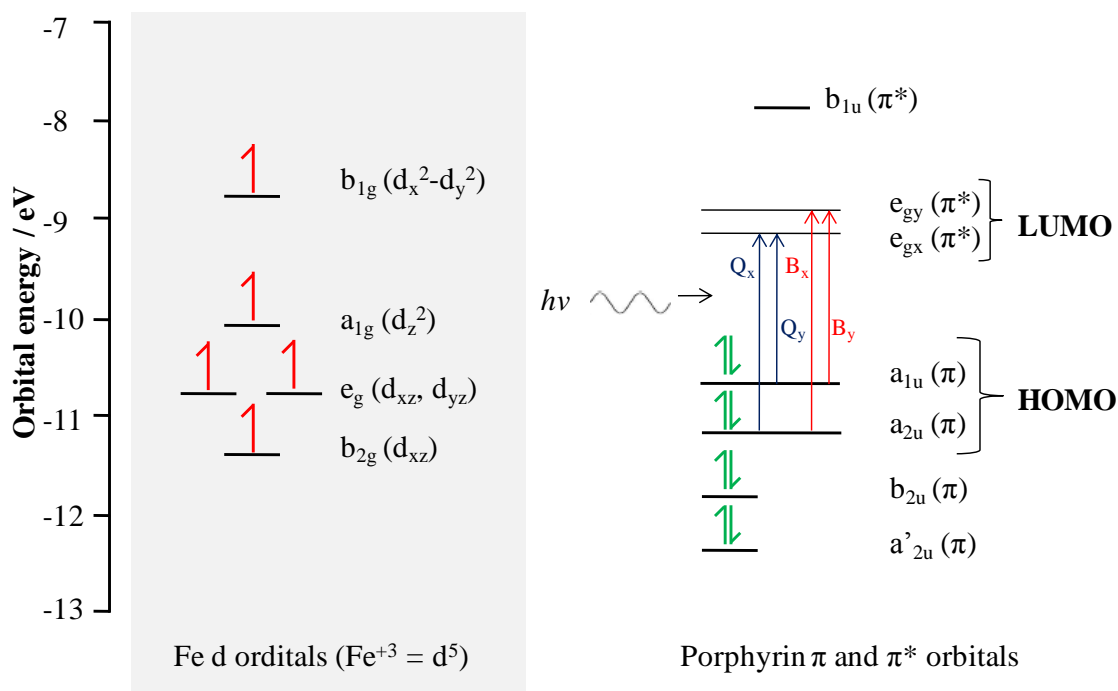 Orbital energy / eV
-7
-8
-9
-10
-11
-12
-13
b1g (dx2-dy2)
a1g (dz2)
eg (dxz, dyz)
b2g (dxz)
Fe d orditals (Fe+3 = d5)
hν
b1u (π*)
egy (π*)
egx (π*)
LUMO
Qx
Bx
Qy
By
a1u (π)
a2u (π)
HOMO
b2u (π)
a’2u (π)
Porphyrin π and π* orbitals